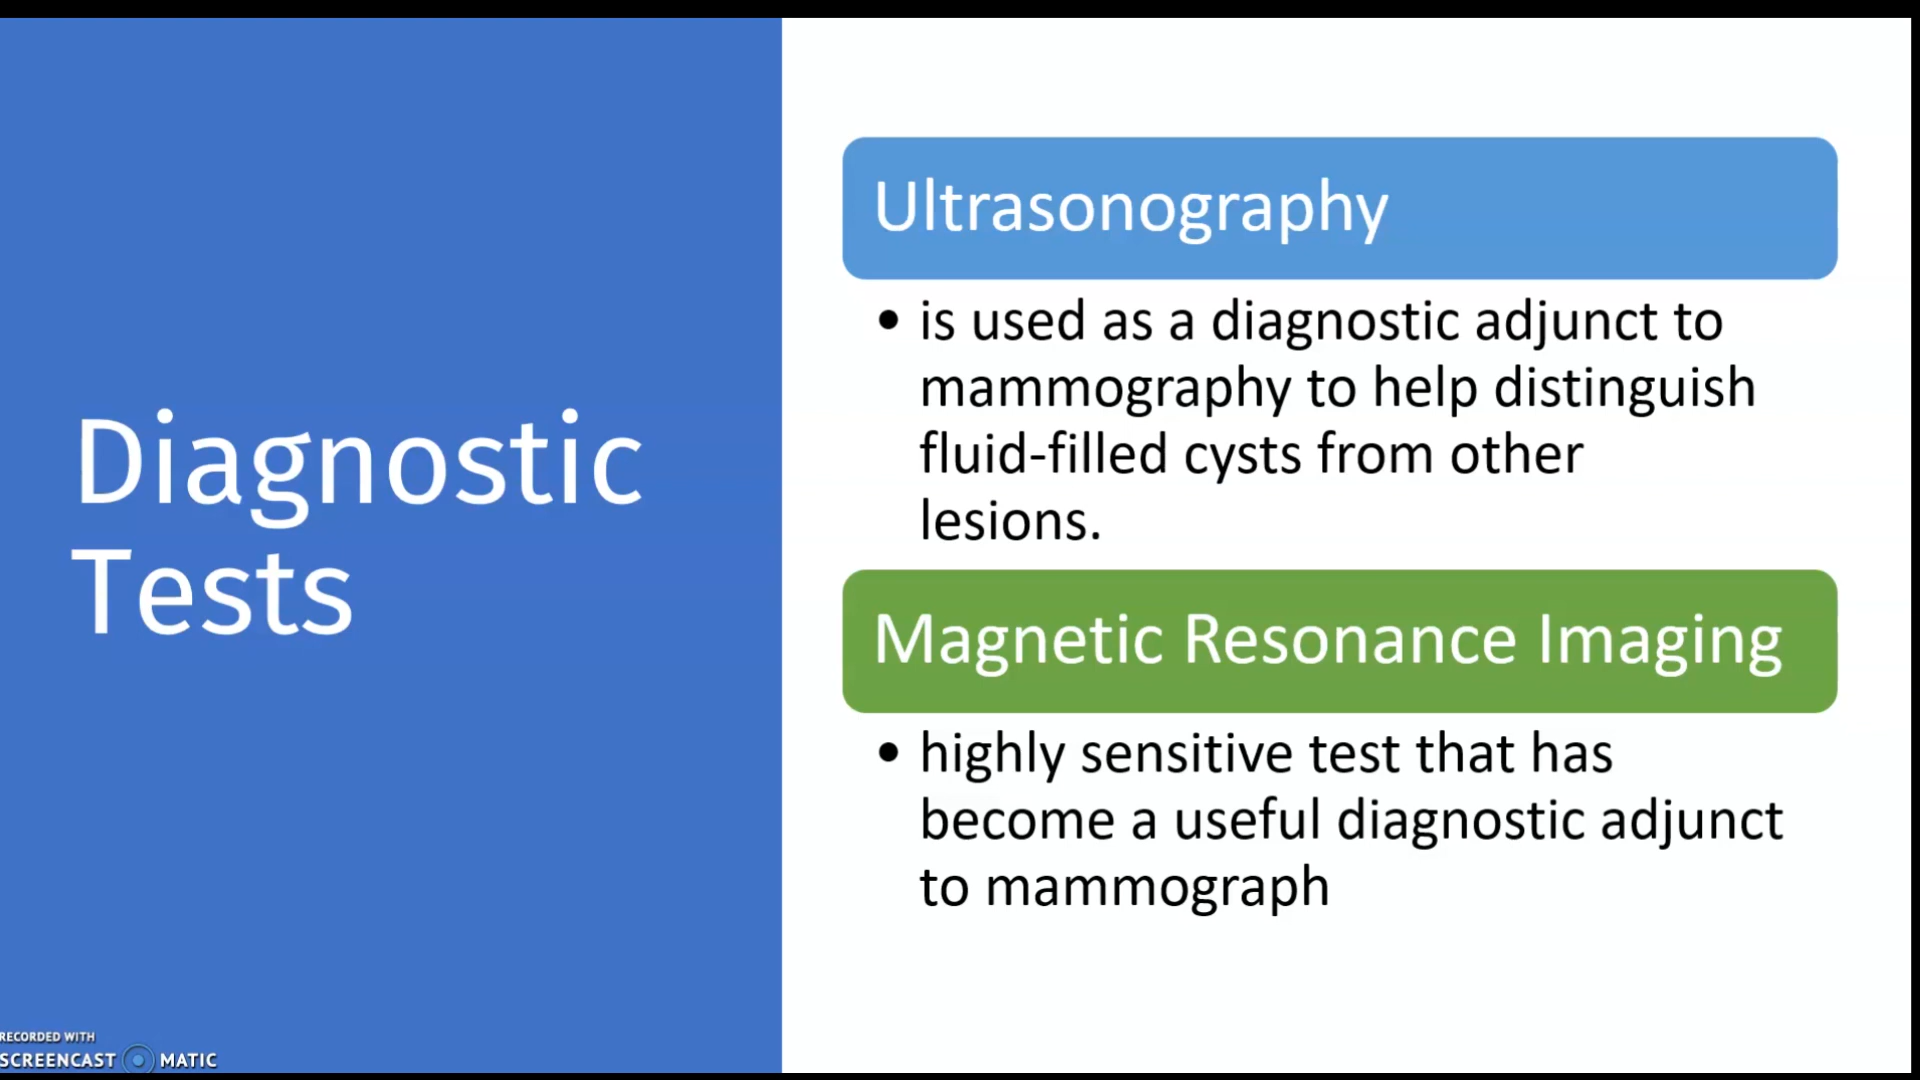 Diagnostic
Tests
Ultrasonography
• is used as a diagnostic adjunct to
mammography to help distinguish
fluid-filled cysts from other
lesions.
Magnetic Resonance Imaging
• highly sensitive test that has
become a useful diagnostic adjunct
to mammograph
RECORDED WITH
SCREENCAST MATIC